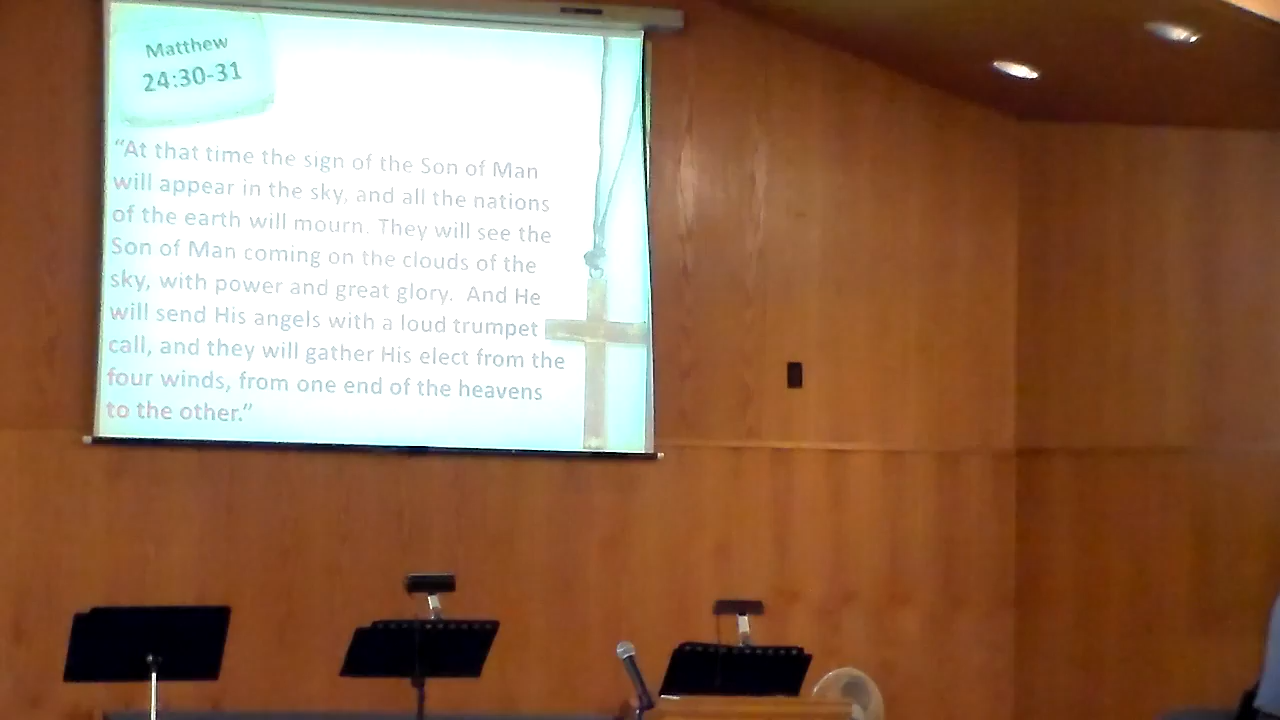 Matthew
24:30-31
“At that time the sign of the Son of Man
will appear in the sky, and all the nations
of the earth will mourn. They will see the
Son of Man coming on the clouds of the
sky, with power and great glory.  And He
will send His angels with a loud trumpet
call, and they will gather His elect from the
four winds, from one end of the heavens
to the other.”